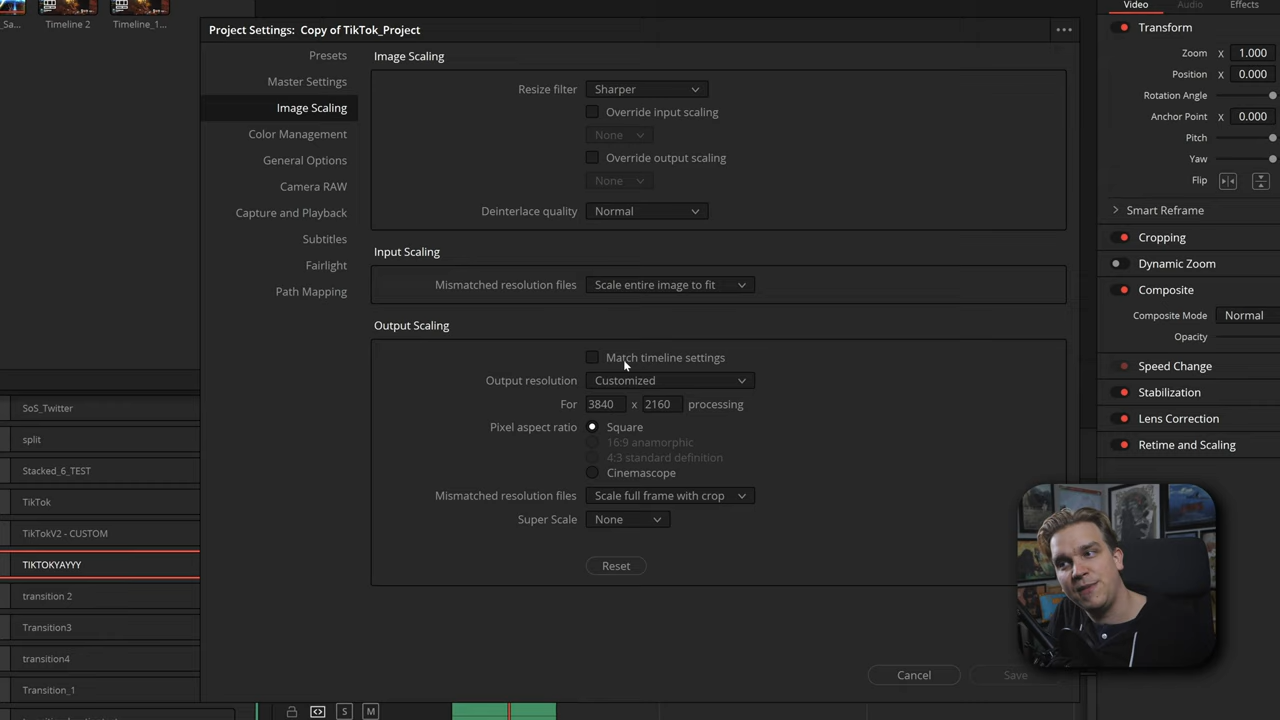 _Sa...
Timeline 2
Timeline_1...
Project Settings: Copy of TikTok_Project
Presets
Master Settings
Image Scaling
Color Management
General Options
Camera RAW
Capture and Playback
Subtitles
Fairlight
Path Mapping
Image Scaling
Resize filter Sharper
Override input scaling
None
Override output scaling
None
Deinterlace quality Normal
Input Scaling
Mismatched resolution files Scale entire image to fit
Output Scaling
Match timeline settings
Output resolution Customized
For 3840 x 2160 processing
Pixel aspect ratio Square
16:9 anamorphic
4:3 standard definition
Cinemascope
Mismatched resolution files Scale full frame with crop
Super Scale None
Reset
Cancel
Save
Video Audio Effects
Transform
Zoom X 1.000
Position X 0.000
Rotation Angle
Anchor Point X 0.000
Pitch
Yaw
Flip
Smart Reframe
Cropping
Dynamic Zoom
Composite
Composite Mode Normal
Opacity
Speed Change
Stabilization
Lens Correction
Retime and Scaling
SoS_Twitter
split
Stacked_6_TEST
TikTok
TikTokV2 - CUSTOM
TIKTOKYAYYY
transition 2
Transition3
transition4
Transition_1
S M